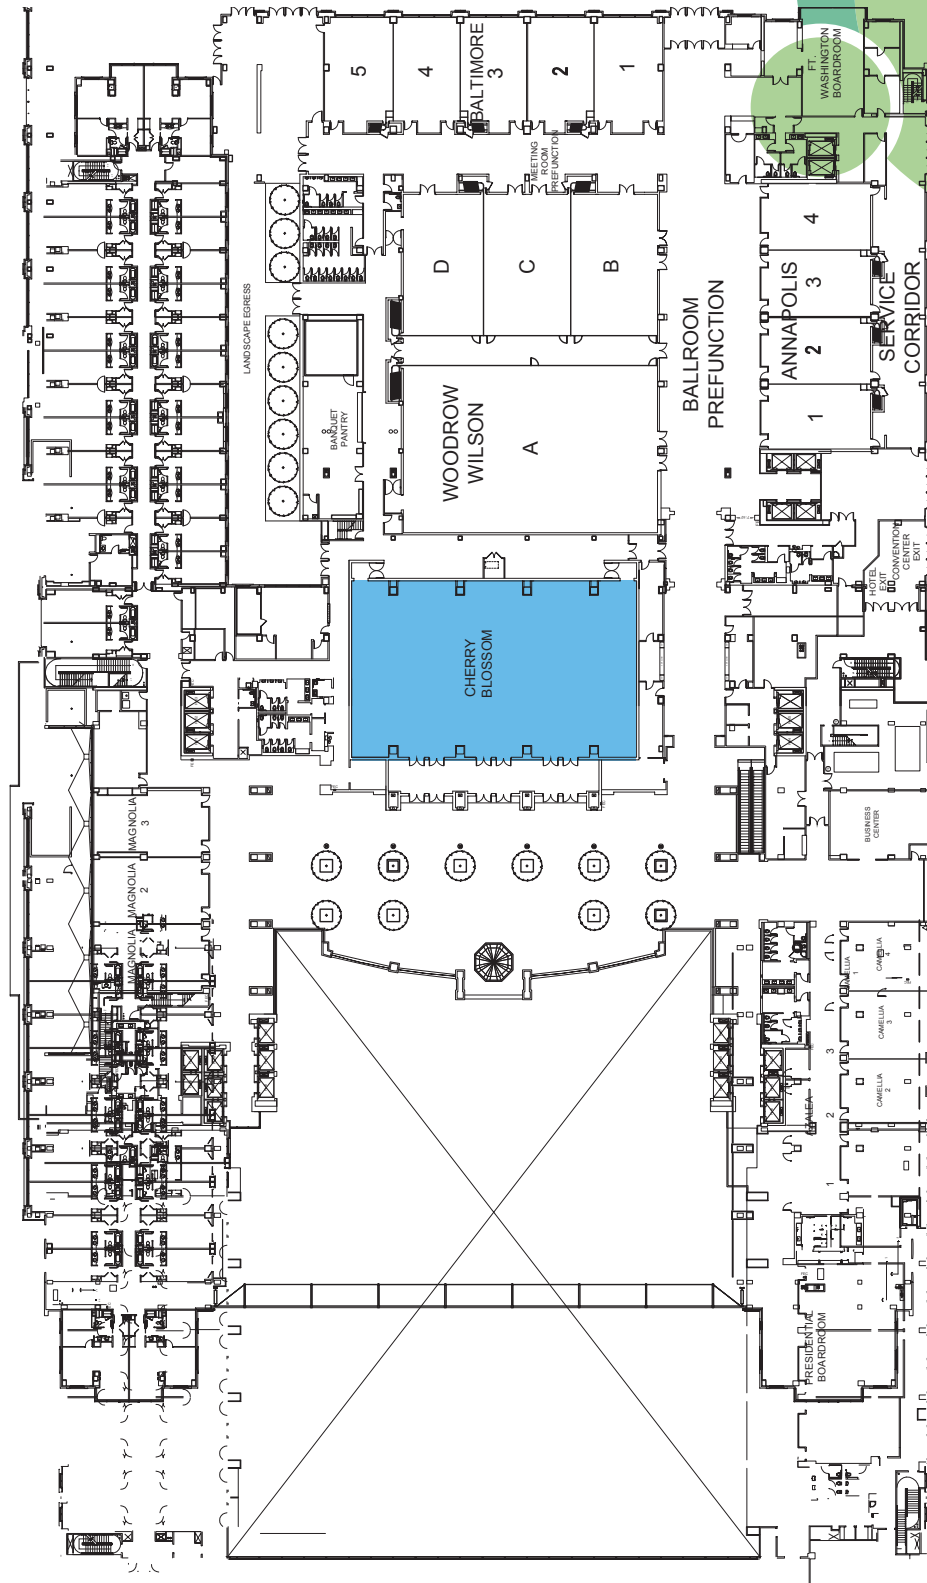 5
4
BALTIMORE
3
2
1
FT.
WASHINGTON
BOARDROOM
MEETING
ROOM
PREFUNCTION
LANDSCAPE EGRESS
D
C
B
BALLROOM
PREFUNCTION
ANNAPOLIS
4
3
2
1
SERVICE
CORRIDOR
BANQUET
PANTRY
WOODROW
WILSON
A
HOTEL
EXIT
CONVENTION
CENTER
EXIT
CHERRY
BLOSSOM
MAGNOLIA
3
MAGNOLIA
2
MAGNOLIA
BUSINESS
CENTER
CAMELLIA
4
CAMELLIA
3
CAMELLIA
2
1
AZALEA
3
2
1
PRESIDENTIAL
BOARDROOM